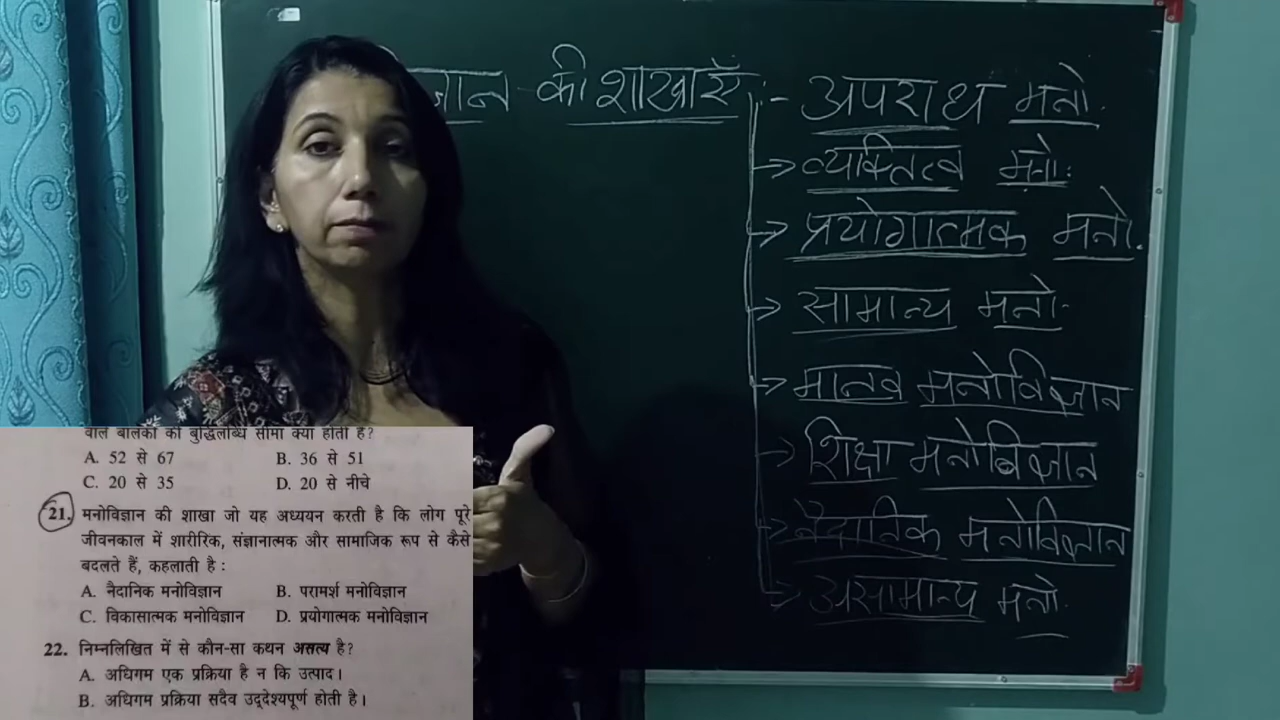 की शाखाएँ :- अपराध मनो.
→ व्यक्तित्व मनो:
→ प्रयोगात्मक मनो.
→ सामान्य मनो.
→ मानव मनोविज्ञान
→ शिक्षा मनोविज्ञान
→ नैदानिक मनोविज्ञान
→ असामान्य मनो.
वाले बालकों की बुद्धिलब्धि सीमा क्या होती है?
A. 52 से 67 B. 36 से 51
C. 20 से 35 D. 20 से नीचे
21. मनोविज्ञान की शाखा जो यह अध्ययन करती है कि लोग पूरे
जीवनकाल में शारीरिक, संज्ञानात्मक और सामाजिक रूप से कैसे
बदलते हैं, कहलाती है :
A. नैदानिक मनोविज्ञान B. परामर्श मनोविज्ञान
C. विकासात्मक मनोविज्ञान D. प्रयोगात्मक मनोविज्ञान
22. निम्नलिखित में से कौन-सा कथन असत्य है?
A. अधिगम एक प्रक्रिया है न कि उत्पाद।
B. अधिगम प्रक्रिया सदैव उद्देश्यपूर्ण होती है।